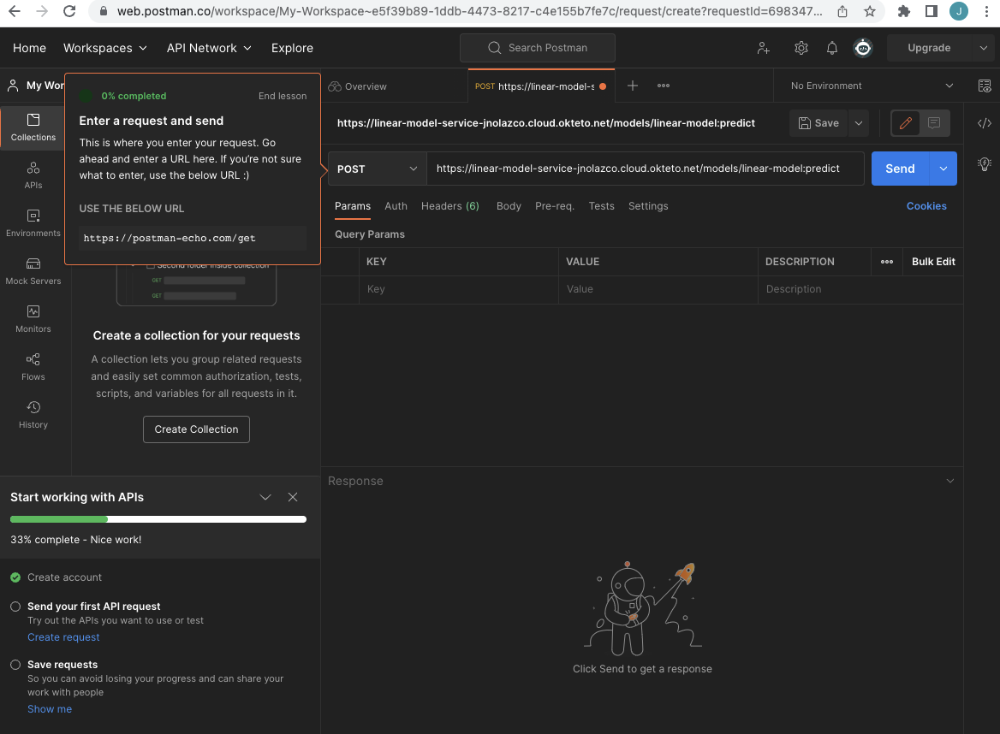 web.postman.co/workspace/My-Workspace~e5f39b89-1ddb-4473-8217-c4e155b7fe7c/request/create?requestId=698347...
J
Home Workspaces API Network Explore
Search Postman
Upgrade
My Wor
Overview
POST https://linear-model-s
No Environment
0% completed
End lesson
Enter a request and send
This is where you enter your request. Go
ahead and enter a URL here. If you're not sure
what to enter, use the below URL :)
USE THE BELOW URL
https://postman-echo.com/get
Collections
APIs
Environments
Mock Servers
Monitors
Flows
History
Second folder inside collection
GET
GET
Create a collection for your requests
A collection lets you group related requests
and easily set common authorization, tests,
scripts, and variables for all requests in it.
Create Collection
Start working with APIs
33% complete - Nice work!
Create account
Send your first API request
Try out the APIs you want to use or test
Create request
Save requests
So you can avoid losing your progress and can share your
work with people
Show me
https://linear-model-service-jnolazco.cloud.okteto.net/models/linear-model:predict
Save
POST
https://linear-model-service-jnolazco.cloud.okteto.net/models/linear-model:predict
Send
Params Auth Headers (6) Body Pre-req. Tests Settings
Cookies
Query Params
KEY VALUE DESCRIPTION
Bulk Edit
Key Value Description
Response
Click Send to get a response